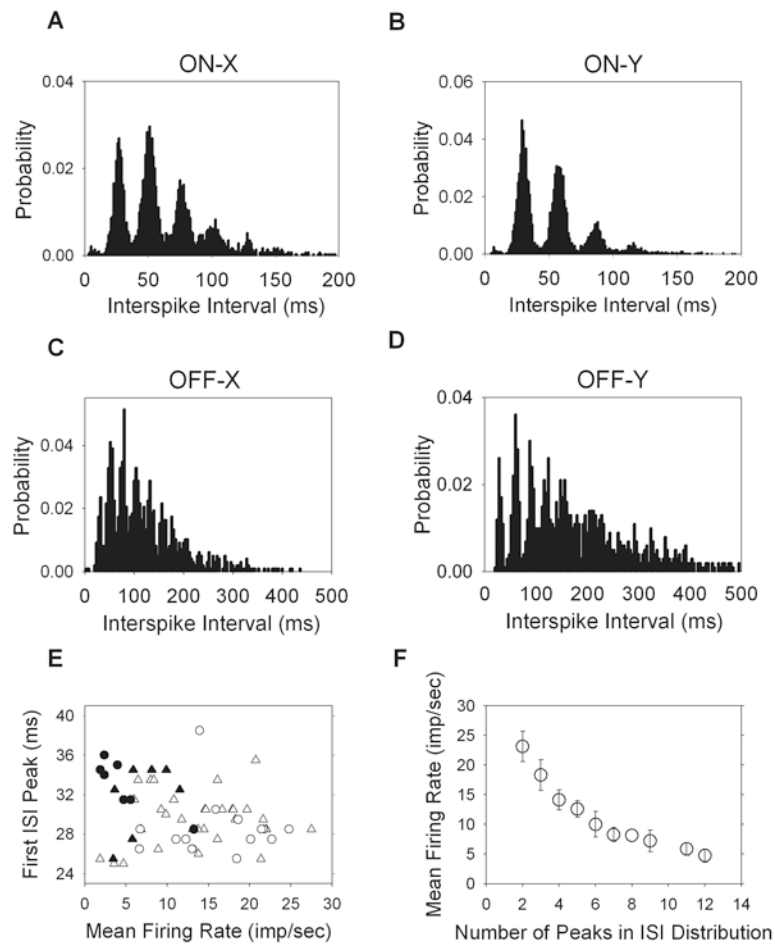 A
ON-X
Probability
0.04
0.02
0.00
0 50 100 150 200
Interspike Interval (ms)
B
ON-Y
Probability
0.06
0.04
0.02
0.00
0 50 100 150 200
Interspike Interval (ms)
C
OFF-X
Probability
0.04
0.02
0.00
0 100 200 300 400 500
Interspike Interval (ms)
D
OFF-Y
Probability
0.04
0.02
0.00
0 100 200 300 400 500
Interspike Interval (ms)
E
First ISI Peak (ms)
40
36
32
28
24
0 5 10 15 20 25 30
Mean Firing Rate (imp/sec)
F
Mean Firing Rate (imp/sec)
30
25
20
15
10
5
0
0 2 4 6 8 10 12 14
Number of Peaks in ISI Distribution